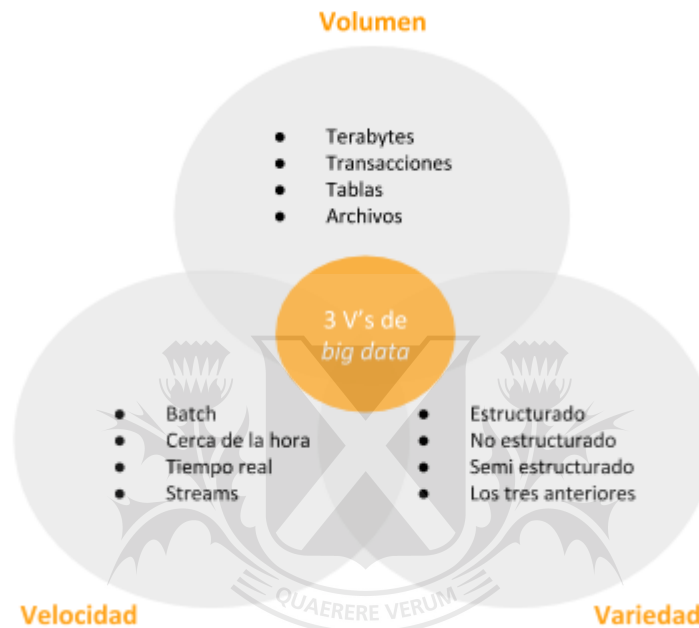 Volumen
● Terabytes
● Transacciones
● Tablas
● Archivos
3 V's de
big data
● Batch
● Cerca de la hora
● Tiempo real
● Streams
● Estructurado
● No estructurado
● Semi estructurado
● Los tres anteriores
QUAERERE VERUM
Velocidad
Variedad